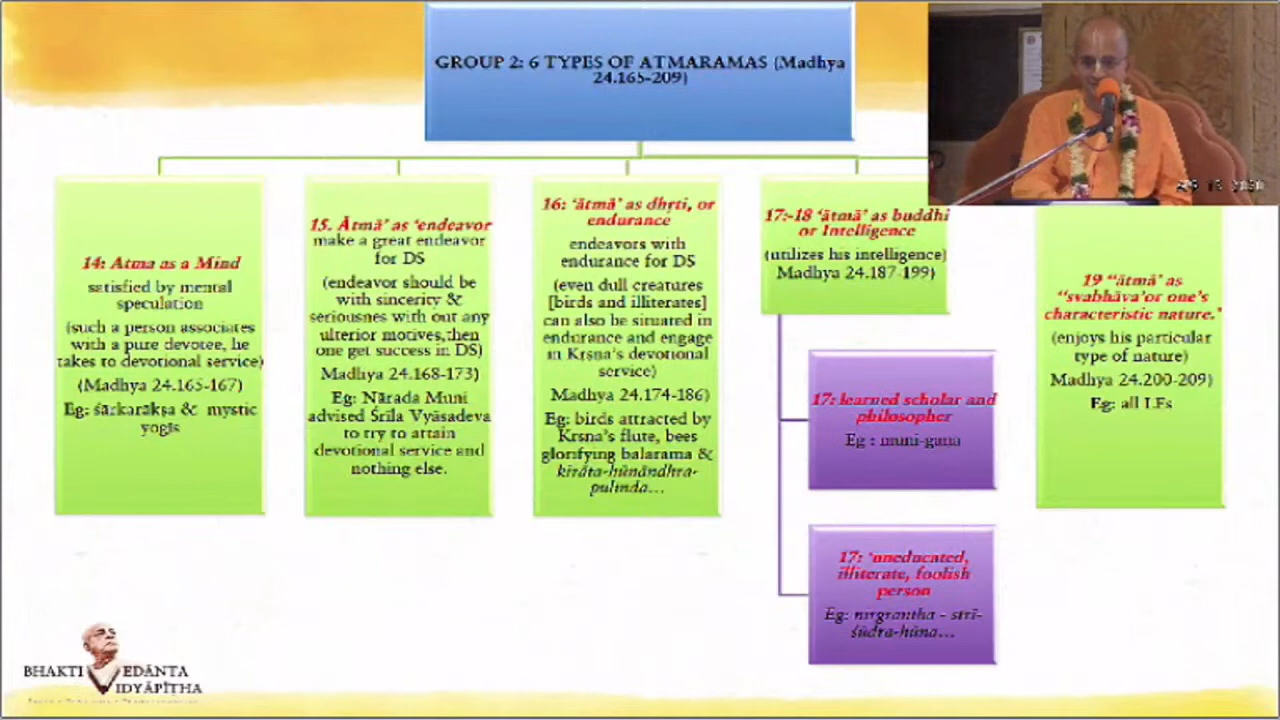 GROUP 2: 6 TYPES OF ATMARAMAS (Madhya
24.165-209)
14: Atma as a Mind
satisfied by mental
speculation
(such a person associates
with a pure devotee, he
takes to devotional service)
(Madhya 24.165-167)
Eg: śārkarākṣa & mystic
yogis
15. Ātmā' as 'endeavor
make a great endeavor
for DS
(endeavor should be
with sincerity &
seriousnes with out any
ulterior motives,then
one get success in DS)
Madhya 24.168-173)
Eg: Nārada Muni
advised Śrīla Vyāsadeva
to try to attain
devotional service and
nothing else.
16: 'ātmā' as dhṛti, or
endurance
endeavors with
endurance for DS
(even dull creatures
[birds and illiterates]
can also be situated in
endurance and engage
in Kṛsna's devotional
service)
Madhya 24.174-186)
Eg: birds attracted by
Krsna's flute, bees
glorifying balarama &
kirāta-hūnāndhra-
pulinda...
17:-18 'ātmā' as buddhi
or Intelligence
(utilizes his intelligence)
Madhya 24.187-199)
17: learned scholar and
philosopher
Eg : muni-gana
17: 'uneducated,
illiterate, foolish
person
Eg: nirgrantha - strī-
śūdra-hūna...
19 "ātmā' as
"svabhāva'or one's
characteristic nature.'
(enjoys his particular
type of nature)
Madhya 24.200-209)
Eg: all LEs
BHAKTI VEDĀNTA
VIDYĀPĪṬHA